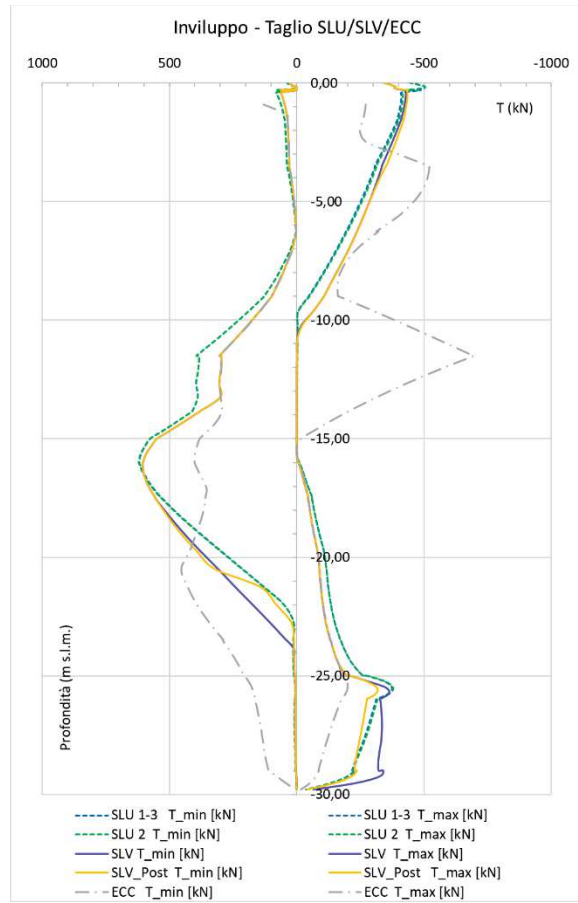 Inviluppo - Taglio SLU/SLV/ECC
1000 500 0 -500 -1000
0,00
T (kN)
-5,00
-10,00
-15,00
-20,00
-25,00
-30,00
Profondità (m s.l.m.)
SLU 1-3 T_min [kN] SLU 1-3 T_max [kN]
SLU 2 T_min [kN] SLU 2 T_max [kN]
SLV T_min [kN] SLV T_max [kN]
SLV_Post T_min [kN] SLV_Post T_max [kN]
ECC T_min [kN] ECC T_max [kN]